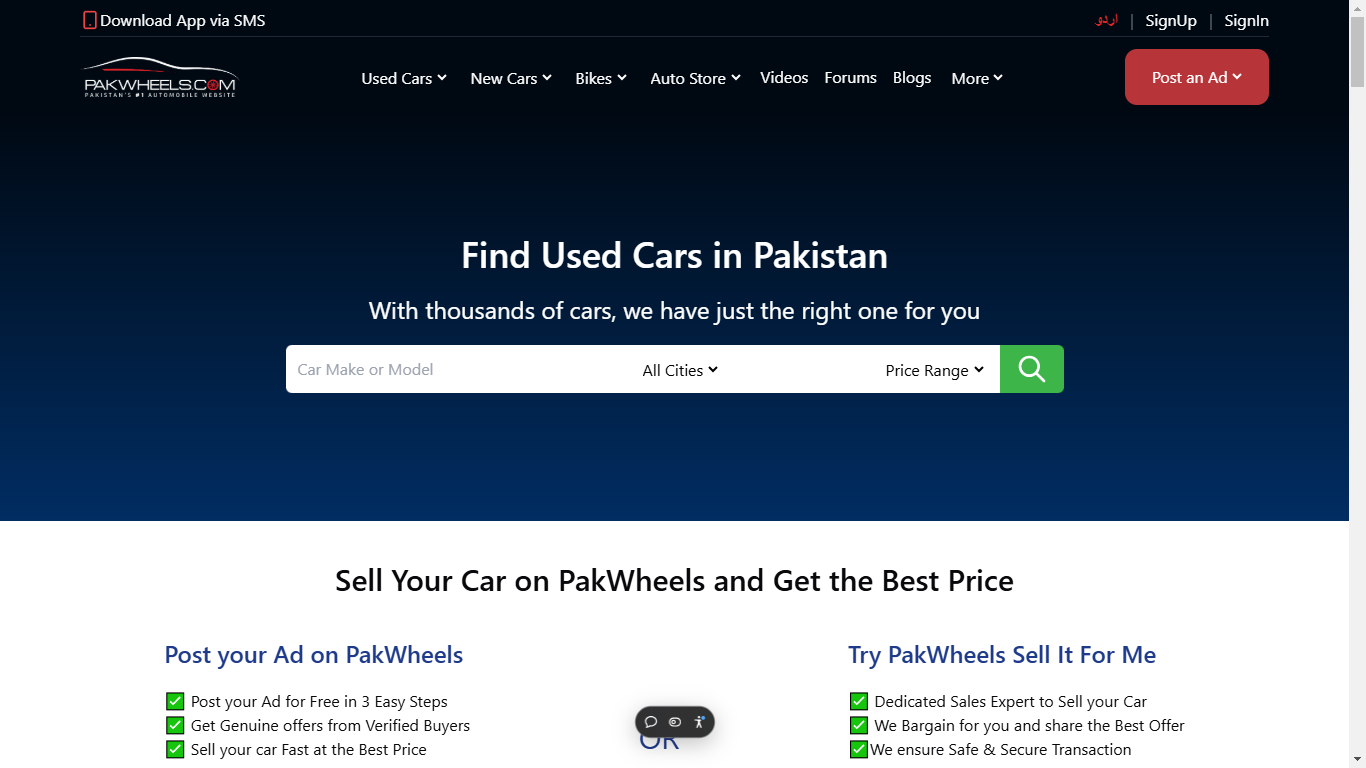 Download App via SMS
اردو | SignUp | SignIn
PAKWHEELS.COM
PAKISTAN'S #1 AUTOMOBILE WEBSITE
Used Cars New Cars Bikes Auto Store Videos Forums Blogs More
Post an Ad
Find Used Cars in Pakistan
With thousands of cars, we have just the right one for you
Car Make or Model All Cities Price Range
Sell Your Car on PakWheels and Get the Best Price
Post your Ad on PakWheels
Post your Ad for Free in 3 Easy Steps
Get Genuine offers from Verified Buyers
Sell your car Fast at the Best Price
OR
Try PakWheels Sell It For Me
Dedicated Sales Expert to Sell your Car
We Bargain for you and share the Best Offer
We ensure Safe & Secure Transaction